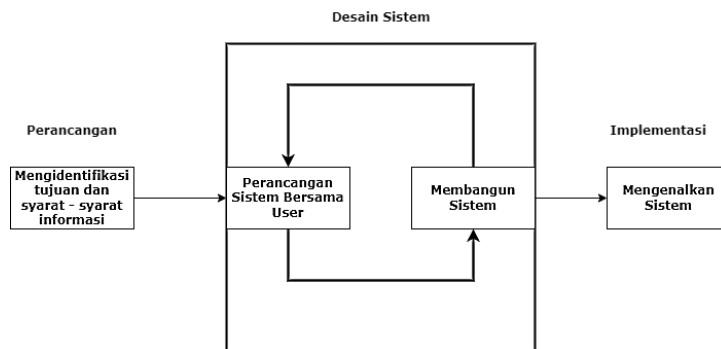 Desain Sistem
Perancangan
Implementasi
Mengidentifikasi
tujuan dan
syarat - syarat
informasi
Perancangan
Sistem Bersama
User
Membangun
Sistem
Mengenalkan
Sistem